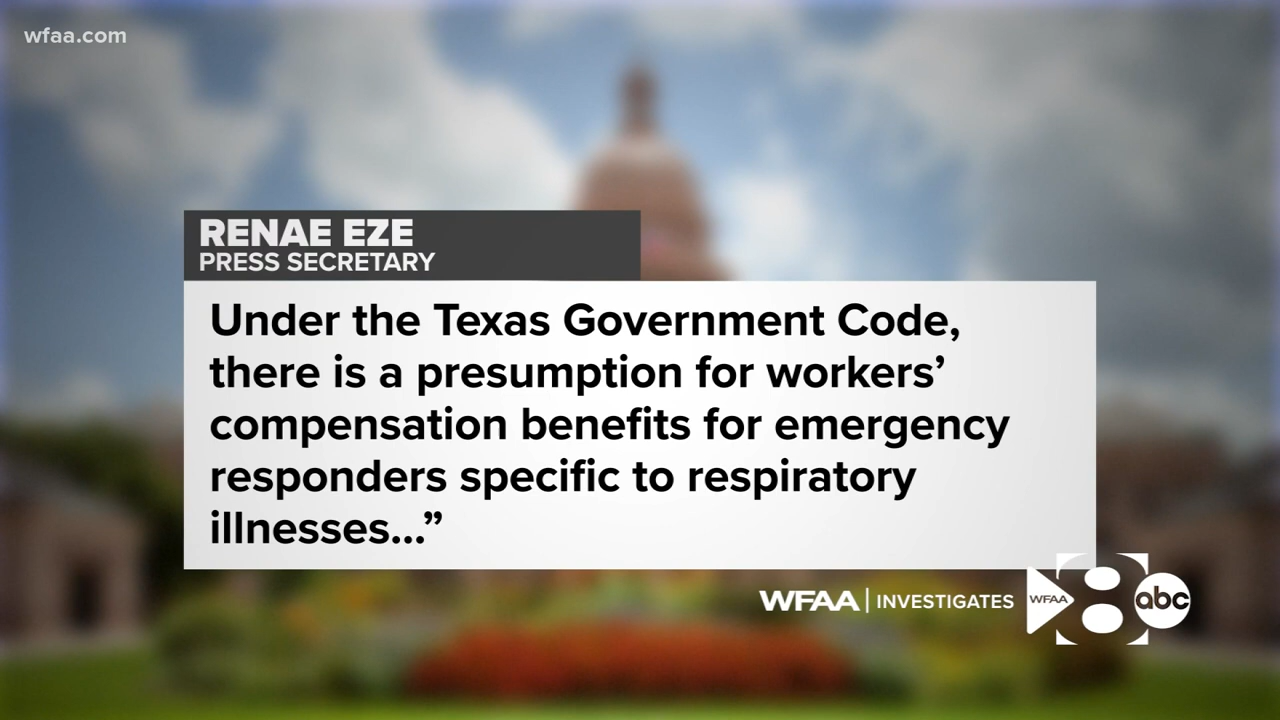 wfaa.com
RENAE EZE
PRESS SECRETARY
Under the Texas Government Code,
there is a presumption for workers’
compensation benefits for emergency
responders specific to respiratory
illnesses...”
WFAA | INVESTIGATES
WFAA 8 abc